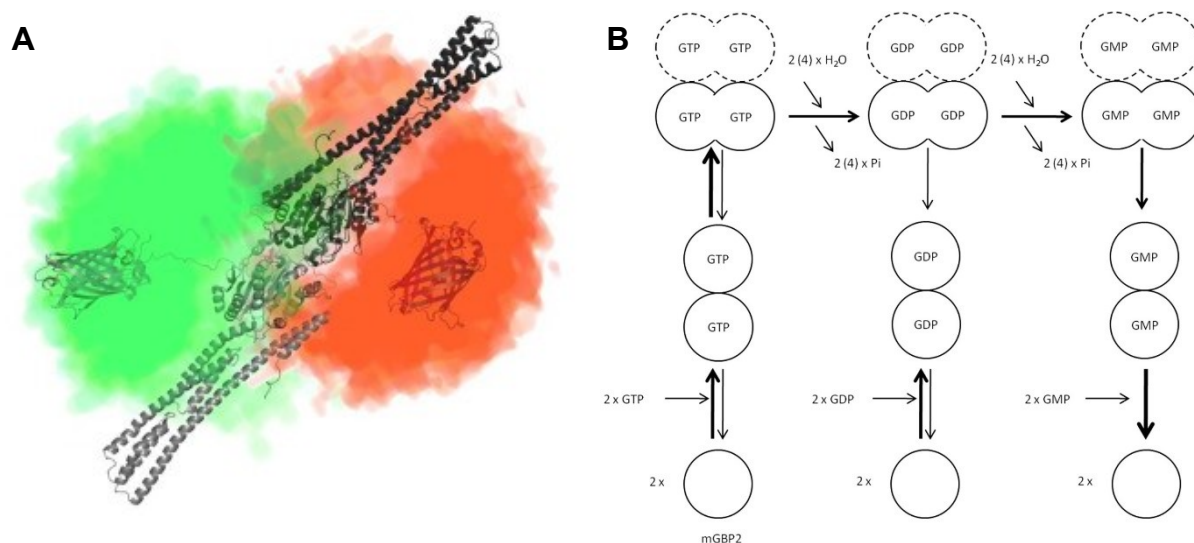 A
B
GTP GTP GDP GDP GMP GMP
2 (4) x H₂O 2 (4) x H₂O
GTP GTP GDP GDP GMP GMP
2 (4) x Pi 2 (4) x Pi
GTP GDP GMP
GTP GDP GMP
2 x GTP 2 x GDP 2 x GMP
2 x 2 x 2 x
mGBP2